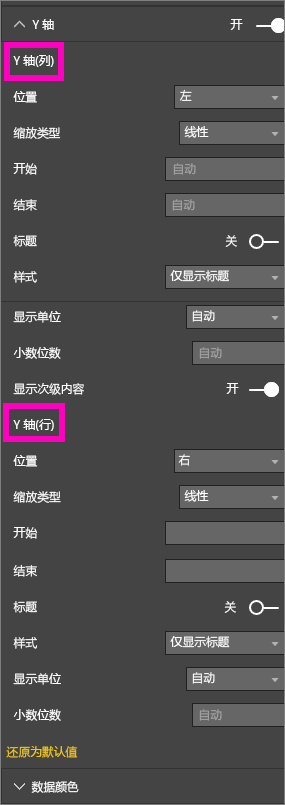 Y 轴 开
Y 轴(列)
位置 左
缩放类型 线性
开始 自动
结束 自动
标题 关
样式 仅显示标题
显示单位 自动
小数位数 自动
显示次级内容 开
Y 轴(行)
位置 右
缩放类型 线性
开始
结束
标题 关
样式 仅显示标题
显示单位 自动
小数位数 自动
还原为默认值
数据颜色